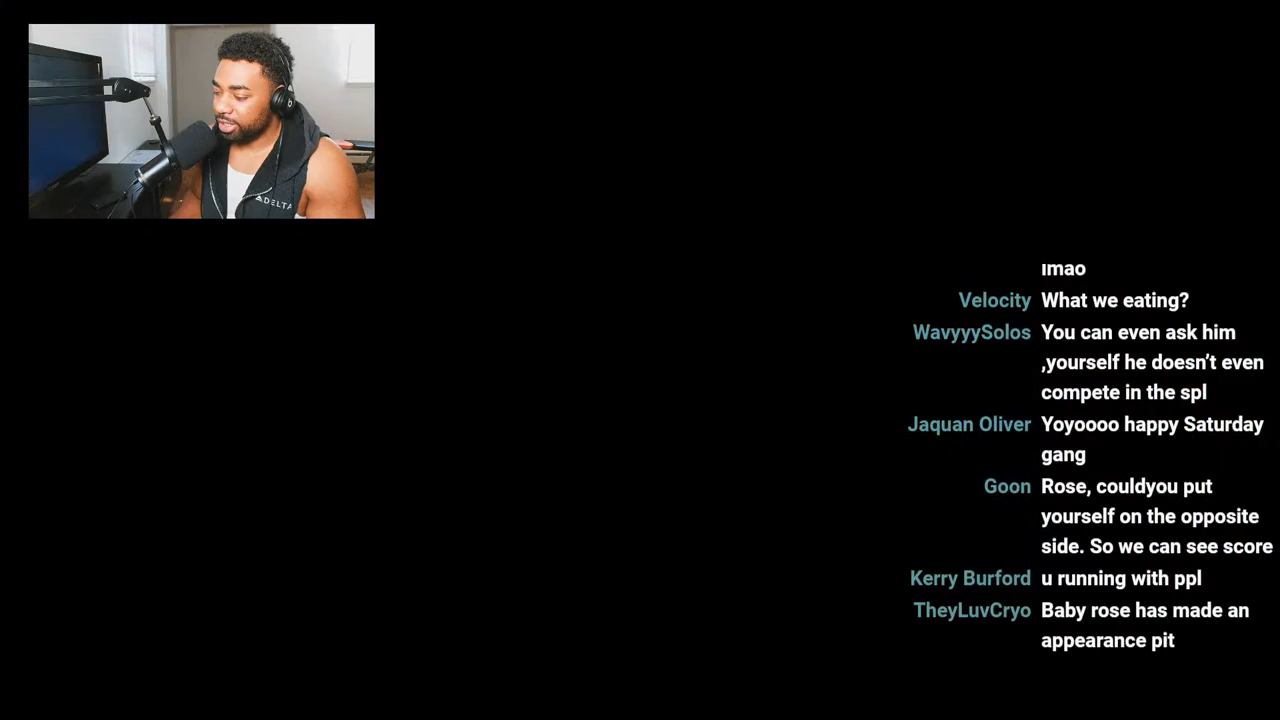 DELTA
lmao
Velocity What we eating?
WavyyySolos You can even ask him
,yourself he doesn't even
compete in the spl
Jaquan Oliver Yoyoooo happy Saturday
gang
Goon Rose, couldyou put
yourself on the opposite
side. So we can see score
Kerry Burford u running with ppl
TheyLuvCryo Baby rose has made an
appearance pit